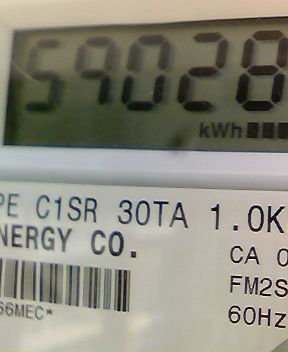 59028
kWh
PE C1SR 30TA 1.0K
NERGY CO.
CA 0
FM2S
66MEC*
60Hz